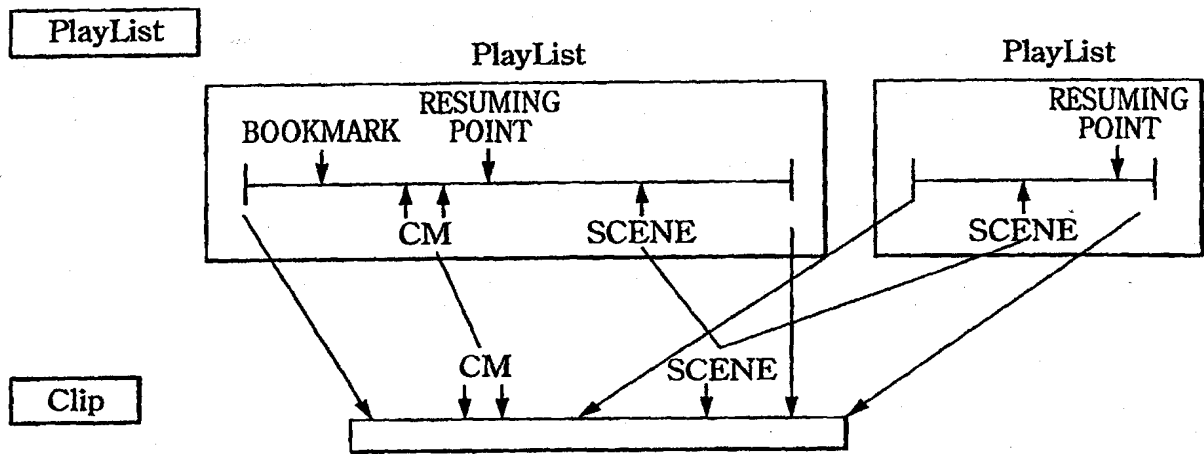 PlayList
PlayList
PlayList
BOOKMARK
RESUMING
POINT
CM
SCENE
RESUMING
POINT
SCENE
CM
SCENE
Clip